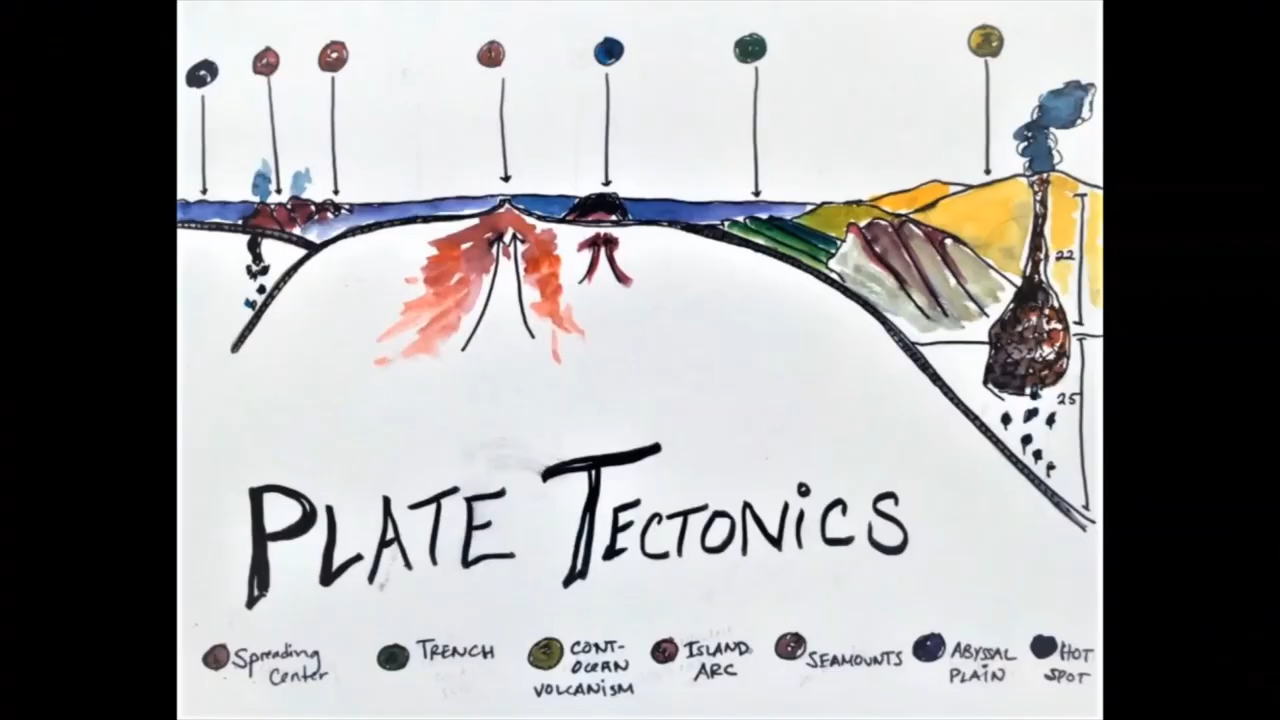 22
25
PLATE TECTONiCS
Spreading
Center
TRENCH
CONT-
OCEAN
VOLCANiSM
ISLAND
ARC
SEAMOUNTS
ABYSSAL
PLAiN
HOT
SPOT